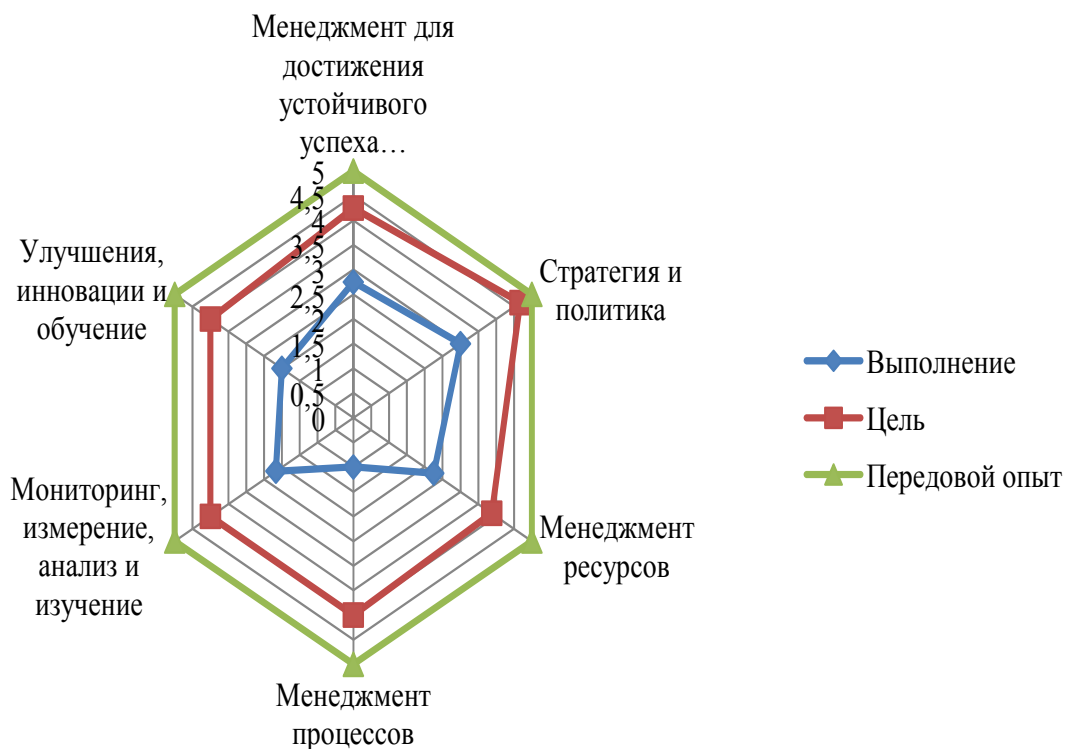 Менеджмент для
достижения
устойчивого
успеха…
5
4,5
4
3,5
3
2,5
2
1,5
1
0,5
0
Стратегия и
политика
Менеджмент
ресурсов
Менеджмент
процессов
Мониторинг,
измерение,
анализ и
изучение
Улучшения,
инновации и
обучение
Выполнение
Цель
Передовой опыт